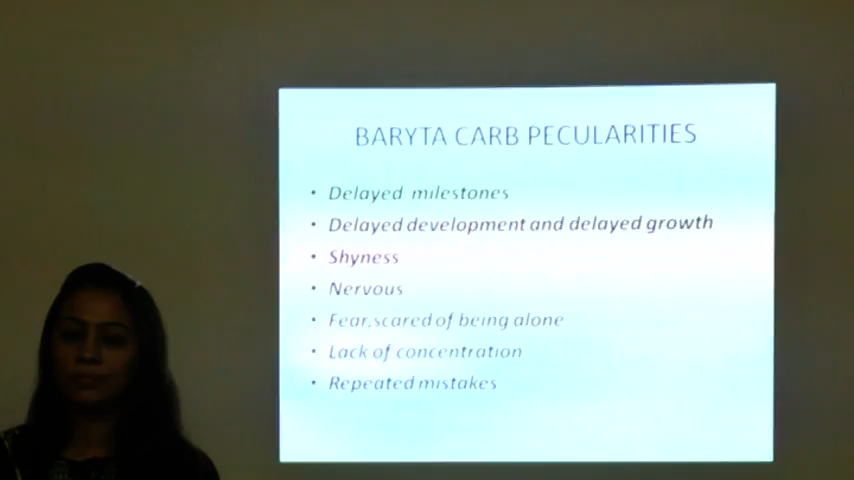 BARYTA CARB PECULARITIES
• Delayed milestones
• Delayed development and delayed growth
• Shyness
• Nervous
• Fear,scared of being alone
• Lack of concentration
• Repeated mistakes